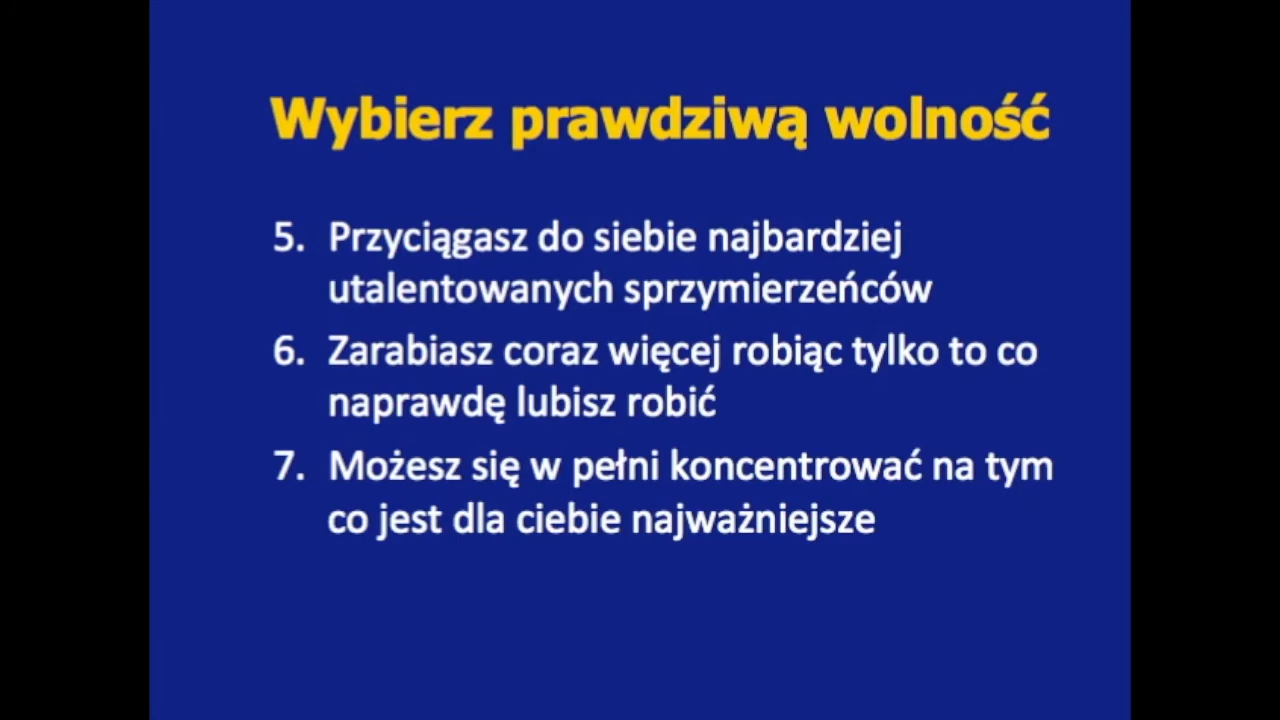 Wybierz prawdziwą wolność
5. Przyciągasz do siebie najbardziej
utalentowanych sprzymierzeńców
6. Zarabiasz coraz więcej robiąc tylko to co
naprawdę lubisz robić
7. Możesz się w pełni koncentrować na tym
co jest dla ciebie najważniejsze